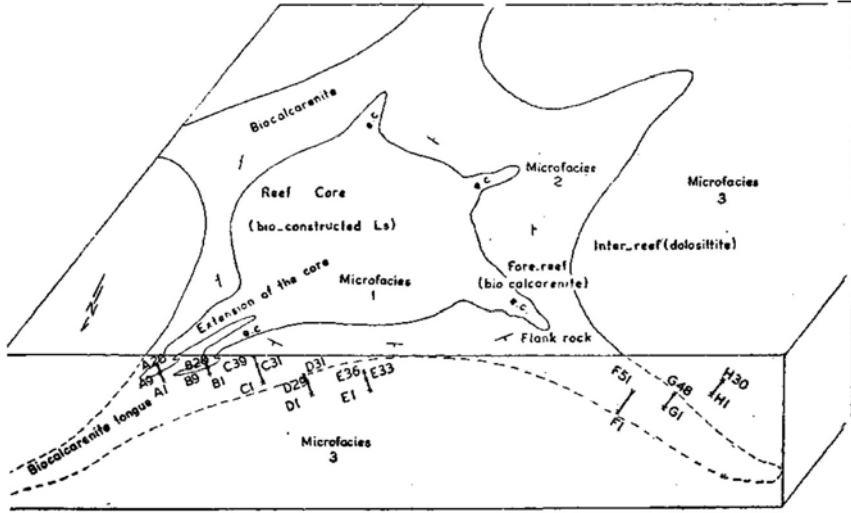 Biocalcarenite
e.c
Reef Core
(bio_constructed Ls)
e.c
Microfacies
2
Microfacies
3
Inter_reef (dolosiltite)
Fore_reef
(bio calcarenite)
e.c.
Microfacies
1
Extension of the core
e.c
Flank rock
A20
A9
A1
B20
B9
B1
C39
C31
C1
D31
D29
D1
E36
E33
E1
F51
F1
G48
G1
H30
H1
Biocalcarenite tongue
Microfacies
3